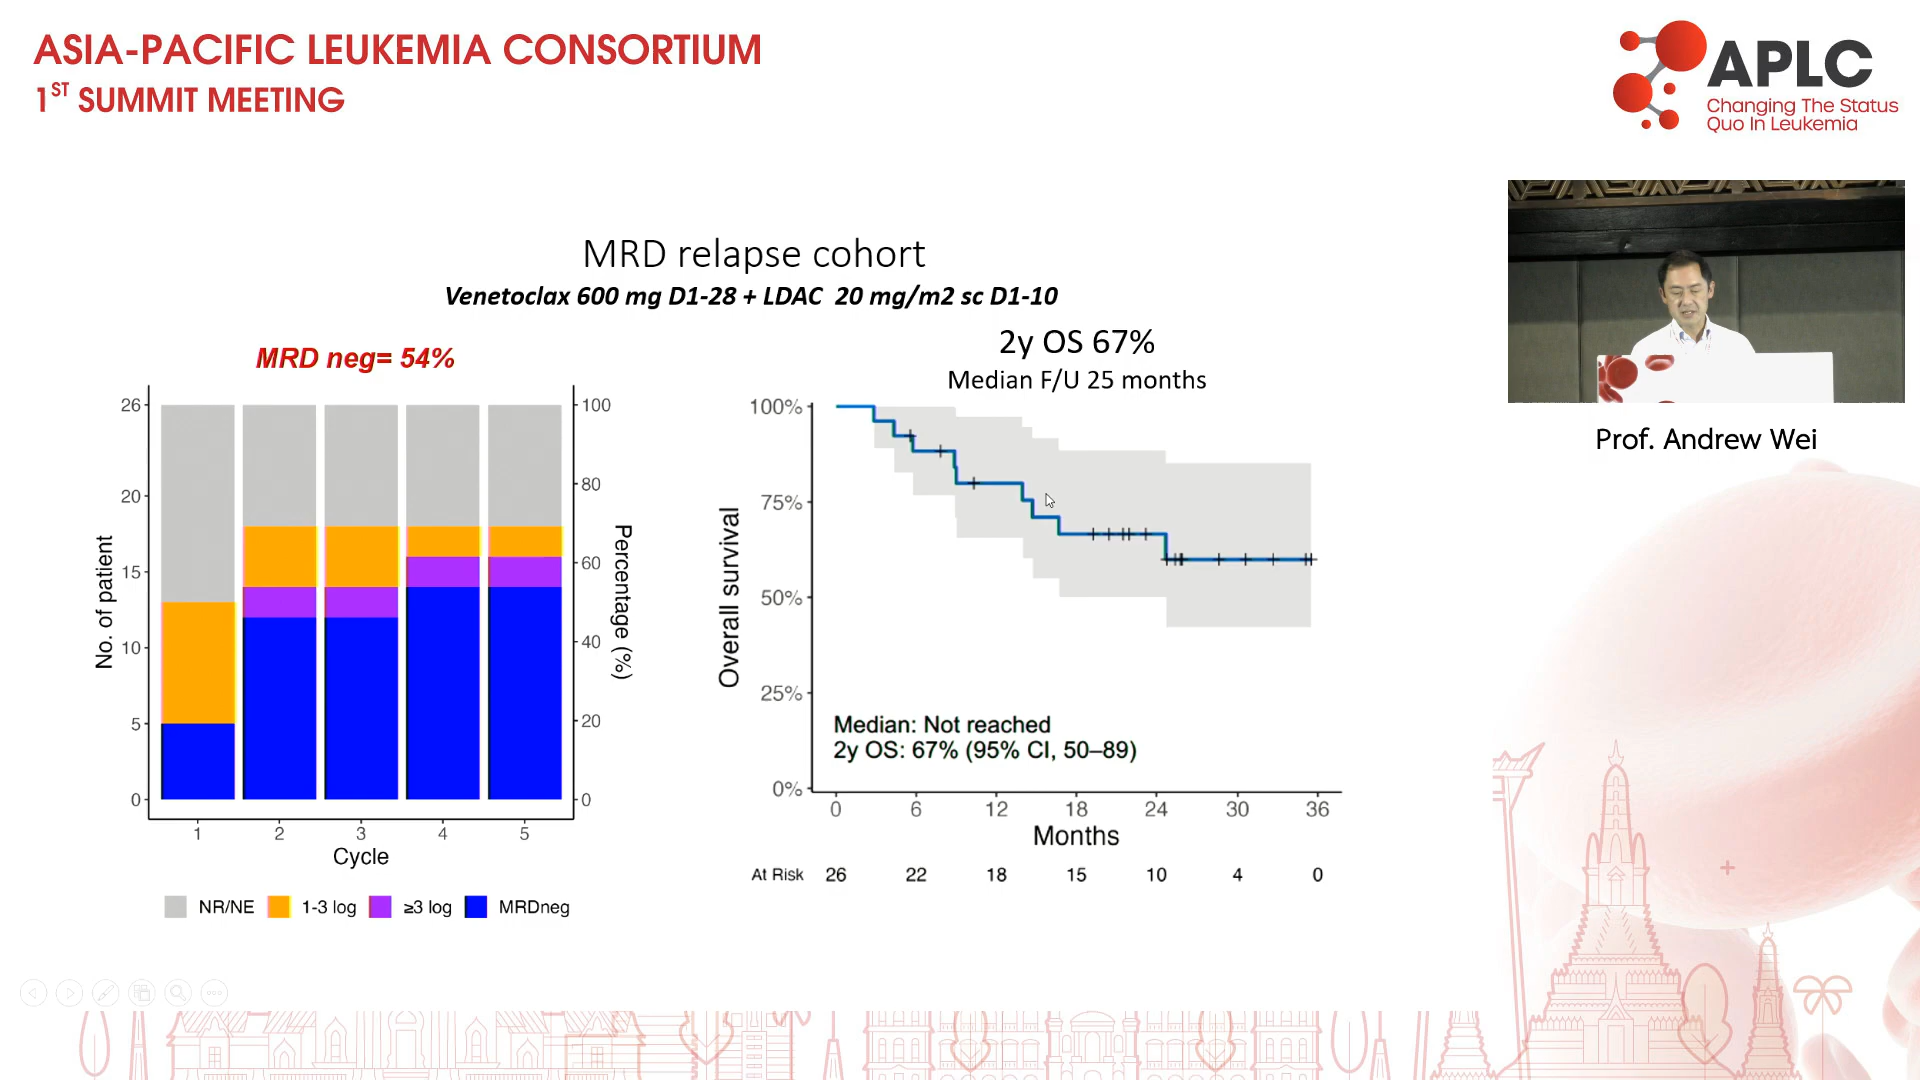 ASIA-PACIFIC LEUKEMIA CONSORTIUM
1ST SUMMIT MEETING
APLC
Changing The Status
Quo In Leukemia
MRD relapse cohort
Venetoclax 600 mg D1-28 + LDAC 20 mg/m2 sc D1-10
MRD neg= 54%
26
20
15
10
5
0
No. of patient
100
80
60
40
20
0
Percentage (%)
1 2 3 4 5
Cycle
NR/NE 1-3 log ≥3 log MRDneg
2y OS 67%
Median F/U 25 months
100%
75%
50%
25%
0%
Overall survival
Median: Not reached
2y OS: 67% (95% CI, 50–89)
0 6 12 18 24 30 36
Months
At Risk 26 22 18 15 10 4 0
Prof. Andrew Wei